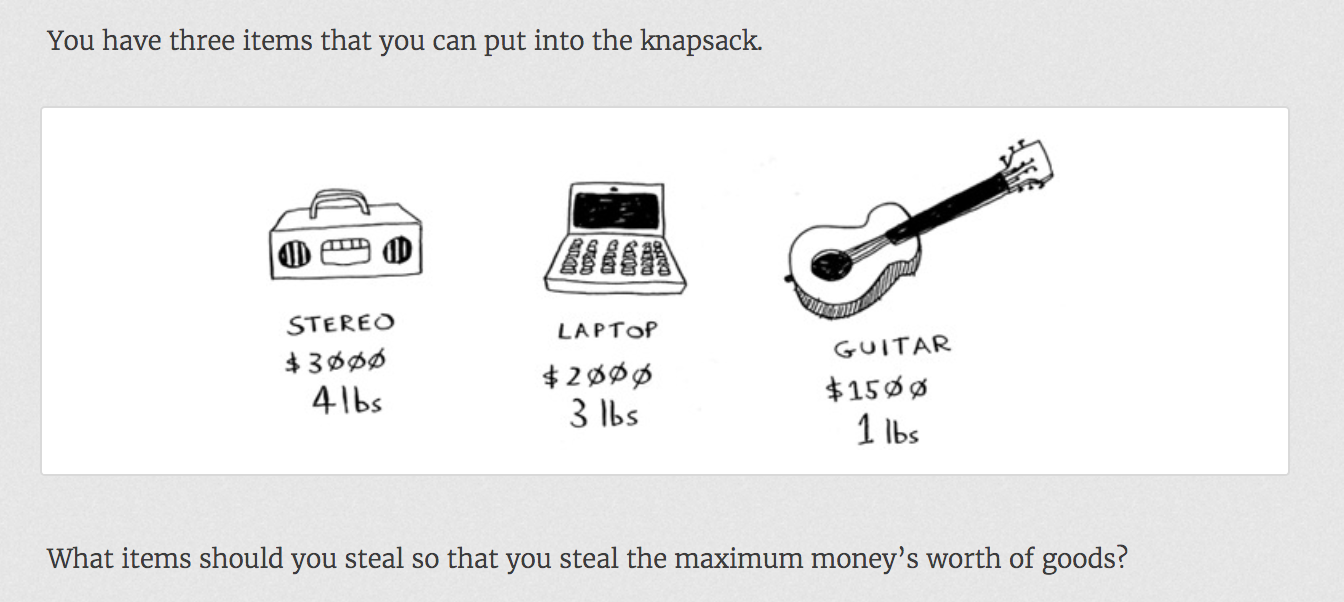 You have three items that you can put into the knapsack.
STEREO
$3000
4 lbs
LAPTOP
$2000
3 lbs
GUITAR
$1500
1 lbs
What items should you steal so that you steal the maximum money’s worth of goods?